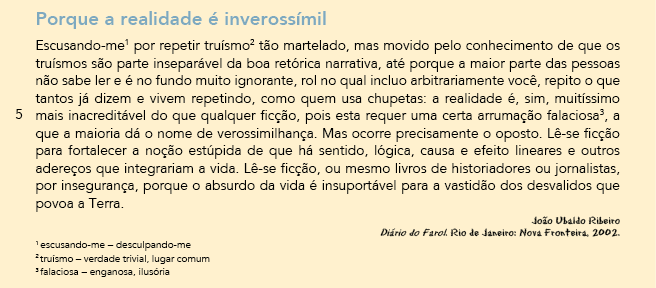 Porque a realidade é inverossímil
Escusando-me¹ por repetir truísmo² tão martelado, mas movido pelo conhecimento de que os
truísmos são parte inseparável da boa retórica narrativa, até porque a maior parte das pessoas
não sabe ler e é no fundo muito ignorante, rol no qual incluo arbitrariamente você, repito o que
tantos já dizem e vivem repetindo, como quem usa chupetas: a realidade é, sim, muitíssimo
5 mais inacreditável do que qualquer ficção, pois esta requer uma certa arrumação falaciosa³, a
que a maioria dá o nome de verossimilhança. Mas ocorre precisamente o oposto. Lê-se ficção
para fortalecer a noção estúpida de que há sentido, lógica, causa e efeito lineares e outros
adereços que integrariam a vida. Lê-se ficção, ou mesmo livros de historiadores ou jornalistas,
por insegurança, porque o absurdo da vida é insuportável para a vastidão dos desvalidos que
povoa a Terra.
João Ubaldo Ribeiro
Diário do Farol. Rio de Janeiro: Nova Fronteira, 2002.
¹ escusando-me – desculpando-me
² truísmo – verdade trivial, lugar comum
³ falaciosa – enganosa, ilusória